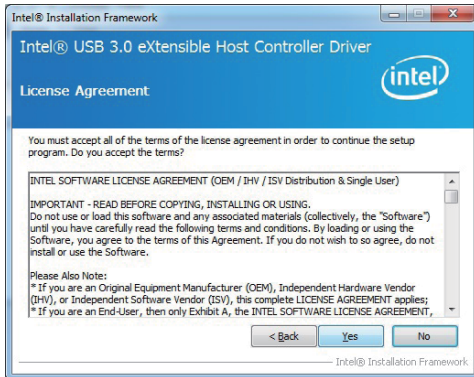 Intel® Installation Framework
Intel® USB 3.0 eXtensible Host Controller Driver
intel
License Agreement
You must accept all of the terms of the license agreement in order to continue the setup
program. Do you accept the terms?
INTEL SOFTWARE LICENSE AGREEMENT (OEM / IHV / ISV Distribution & Single User)
IMPORTANT - READ BEFORE COPYING, INSTALLING OR USING.
Do not use or load this software and any associated materials (collectively, the "Software")
until you have carefully read the following terms and conditions. By loading or using the
Software, you agree to the terms of this Agreement. If you do not wish to so agree, do not
install or use the Software.
Please Also Note:
* If you are an Original Equipment Manufacturer (OEM), Independent Hardware Vendor
(IHV), or Independent Software Vendor (ISV), this complete LICENSE AGREEMENT applies;
* If you are an End-User, then only Exhibit A, the INTEL SOFTWARE LICENSE AGREEMENT,
< Back Yes No
Intel® Installation Framework